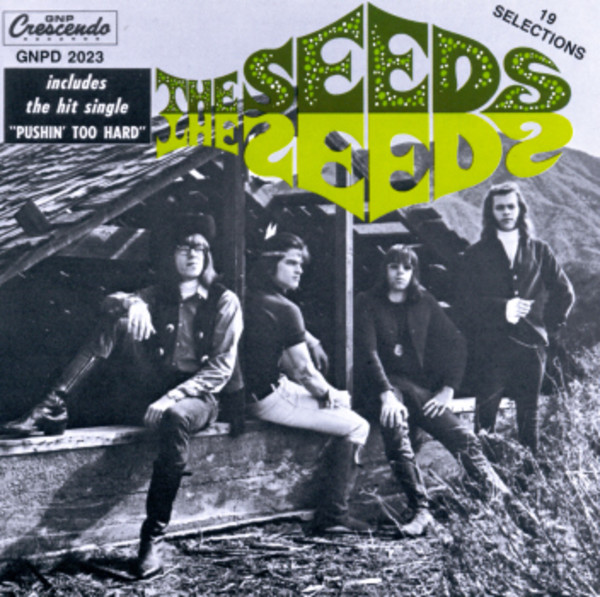 GNP
Crescendo
RECORDS
GNPD 2023
includes
the hit single
"PUSHIN' TOO HARD"
THE SEEDS
THE SEEDS
19
SELECTIONS